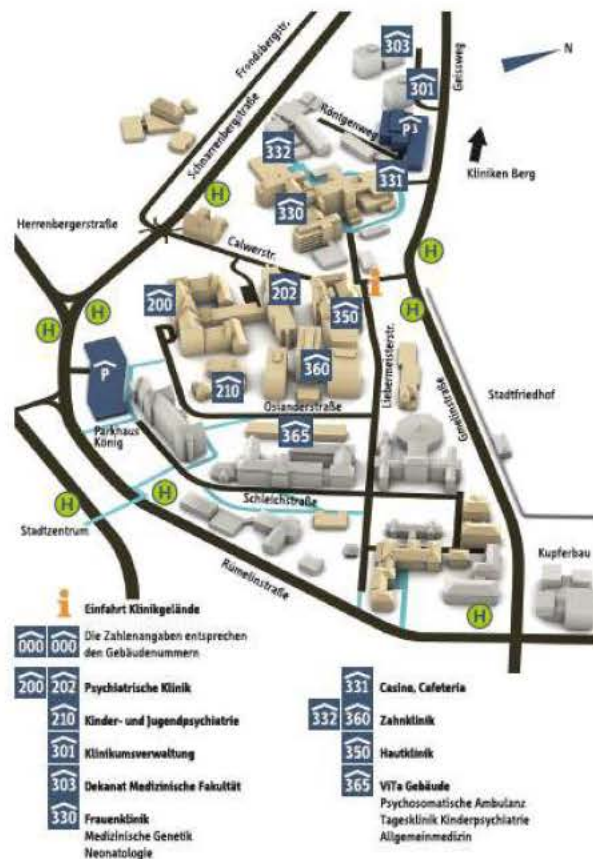 303
Geissweg
N
301
Frondsbergstr.
Röntgenweg
P3
Schnarrenbergstraße
332
331
Kliniken Berg
H
330
Herrenbergerstraße
Calwerstr.
H
200
202
i
H
H
H
350
P
210
360
Liebermeisterstr.
Gmelinstraße
Stadtfriedhof
Osianderstraße
Parkhaus
König
365
H
H
Schleichstraße
Stadtzentrum
Kupferbau
Rümelinstraße
H
i Einfahrt Klinikgelände
000 000 Die Zahlenangaben entsprechen
den Gebäudenummern
200 202 Psychiatrische Klinik
210 Kinder- und Jugendpsychiatrie
301 Klinikumsverwaltung
303 Dekanat Medizinische Fakultät
330 Frauenklinik
Medizinische Genetik
Neonatologie
331 Casino, Cafeteria
332 360 Zahnklinik
350 Hautklinik
365 ViTa Gebäude
Psychosomatische Ambulanz
Tagesklinik Kinderpsychiatrie
Allgemeinmedizin